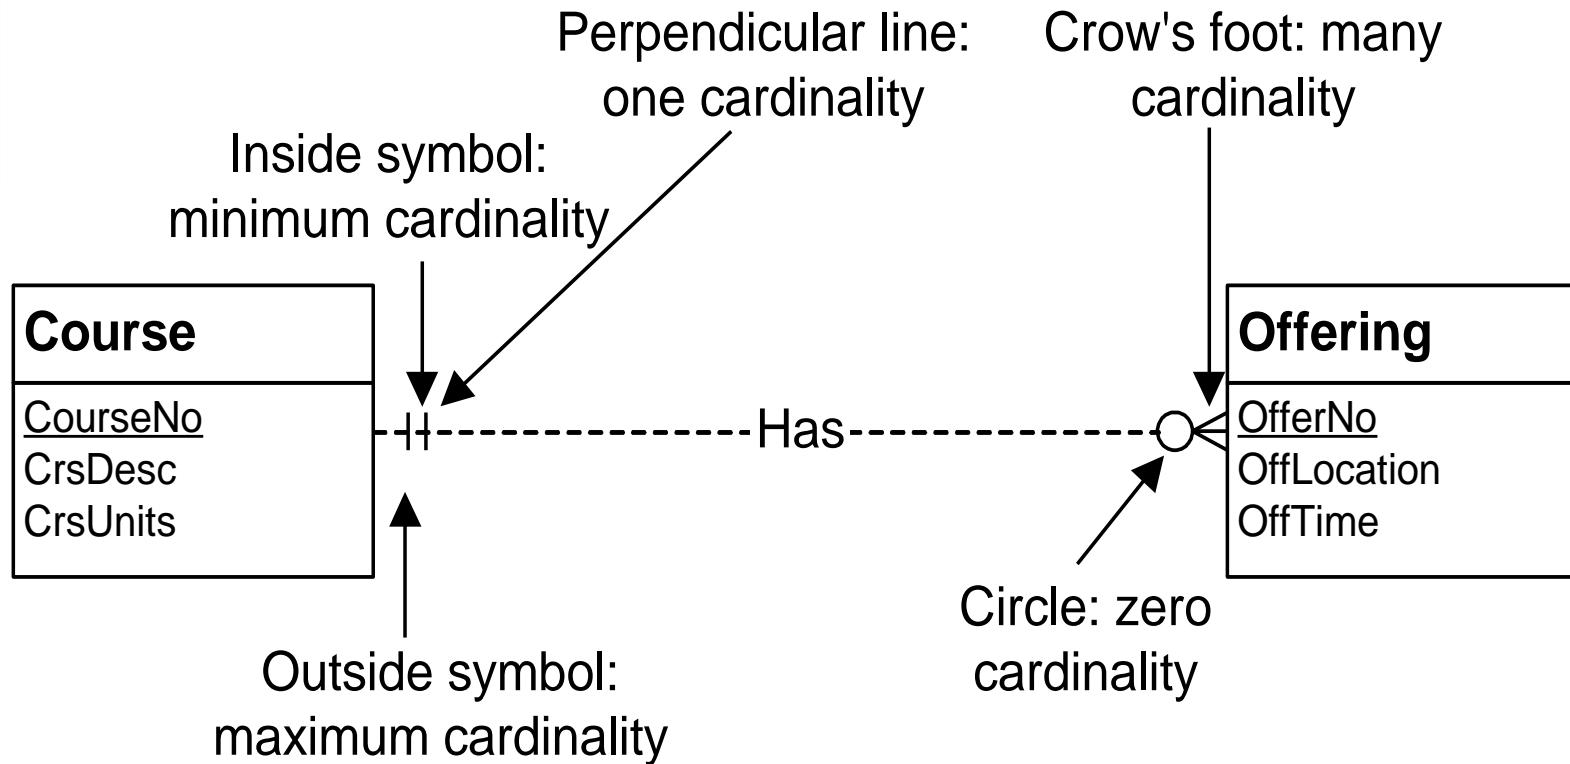 Perpendicular line:
one cardinality
Crow's foot: many
cardinality
Inside symbol:
minimum cardinality
Course
CourseNo
CrsDesc
CrsUnits
Has
Offering
OfferNo
OffLocation
OffTime
Circle: zero
cardinality
Outside symbol:
maximum cardinality